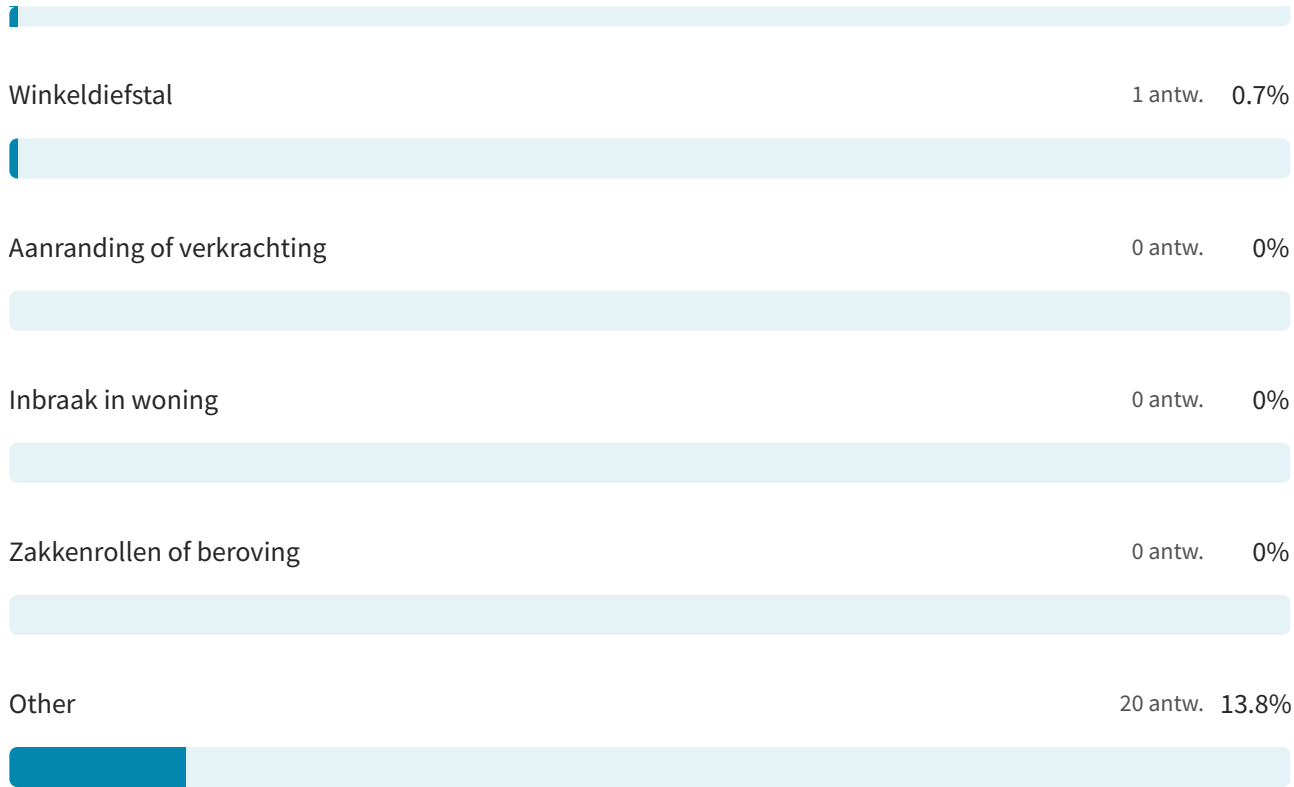 Winkeldiefstal 1 antw. 0.7%
Aanranding of verkrachting 0 antw. 0%
Inbraak in woning 0 antw. 0%
Zakkenrollen of beroving 0 antw. 0%
Other 20 antw. 13.8%